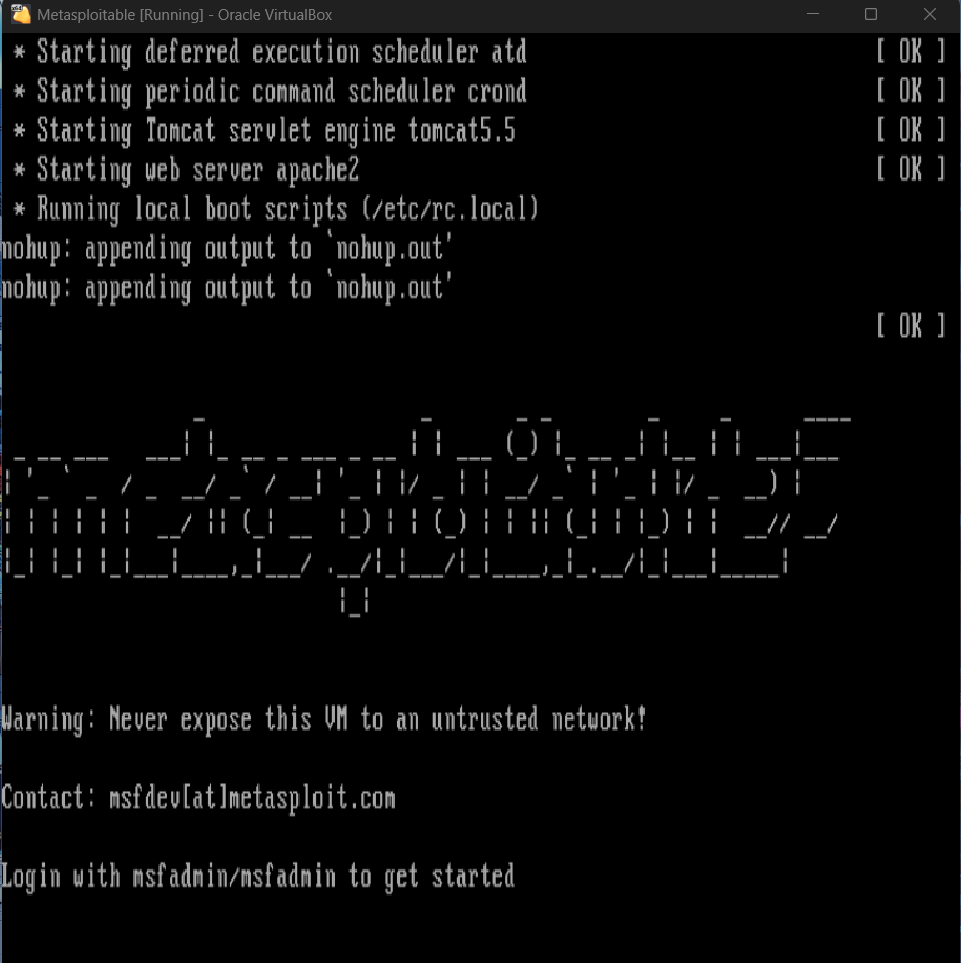 Metasploitable [Running] - Oracle VirtualBox
* Starting deferred execution scheduler atd [ OK ]
* Starting periodic command scheduler crond [ OK ]
* Starting Tomcat servlet engine tomcat5.5 [ OK ]
* Starting web server apache2 [ OK ]
* Running local boot scripts (/etc/rc.local)
nohup: appending output to `nohup.out'
nohup: appending output to `nohup.out'
[ OK ]
metasploitable2
Warning: Never expose this VM to an untrusted network!
Contact: msfdev[at]metasploit.com
Login with msfadmin/msfadmin to get started